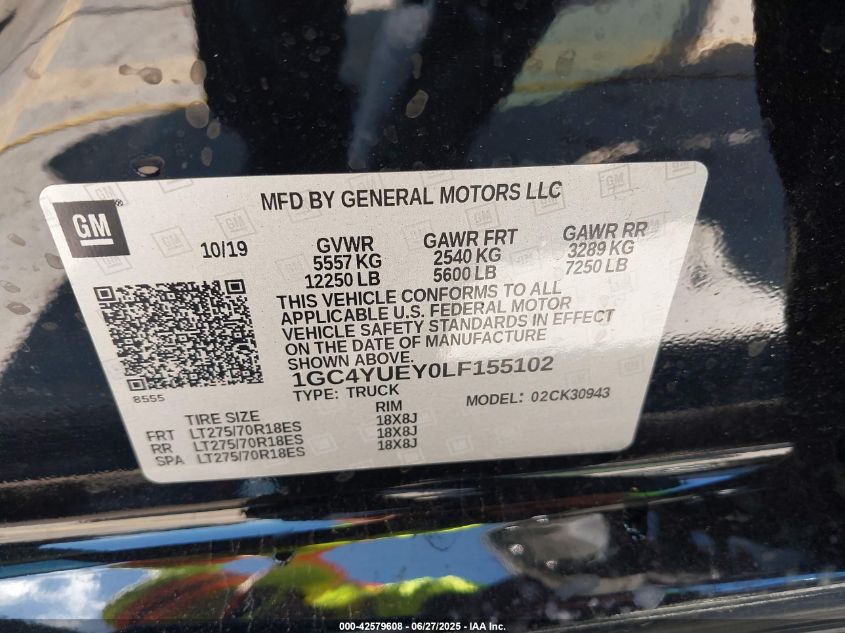 MFD BY GENERAL MOTORS LLC
GM
10/19
GVWR
5557 KG
12250 LB
GAWR FRT
2540 KG
5600 LB
GAWR RR
3289 KG
7250 LB
THIS VEHICLE CONFORMS TO ALL
APPLICABLE U.S. FEDERAL MOTOR
VEHICLE SAFETY STANDARDS IN EFFECT
ON THE DATE OF MANUFACTURE
SHOWN ABOVE.
1GC4YUEY0LF155102
8555
TYPE: TRUCK
MODEL: 02CK30943
TIRE SIZE RIM
FRT LT275/70R18ES 18X8J
RR LT275/70R18ES 18X8J
SPA LT275/70R18ES 18X8J
000-42579608 - 06/27/2025 - IAA Inc.